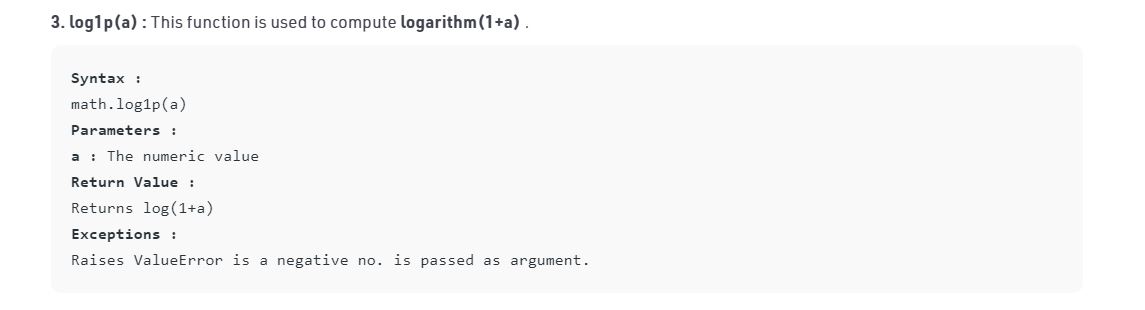 3. log1p(a) : This function is used to compute logarithm(1+a) .
Syntax :
math.log1p(a)
Parameters :
a : The numeric value
Return Value :
Returns log(1+a)
Exceptions :
Raises ValueError is a negative no. is passed as argument.